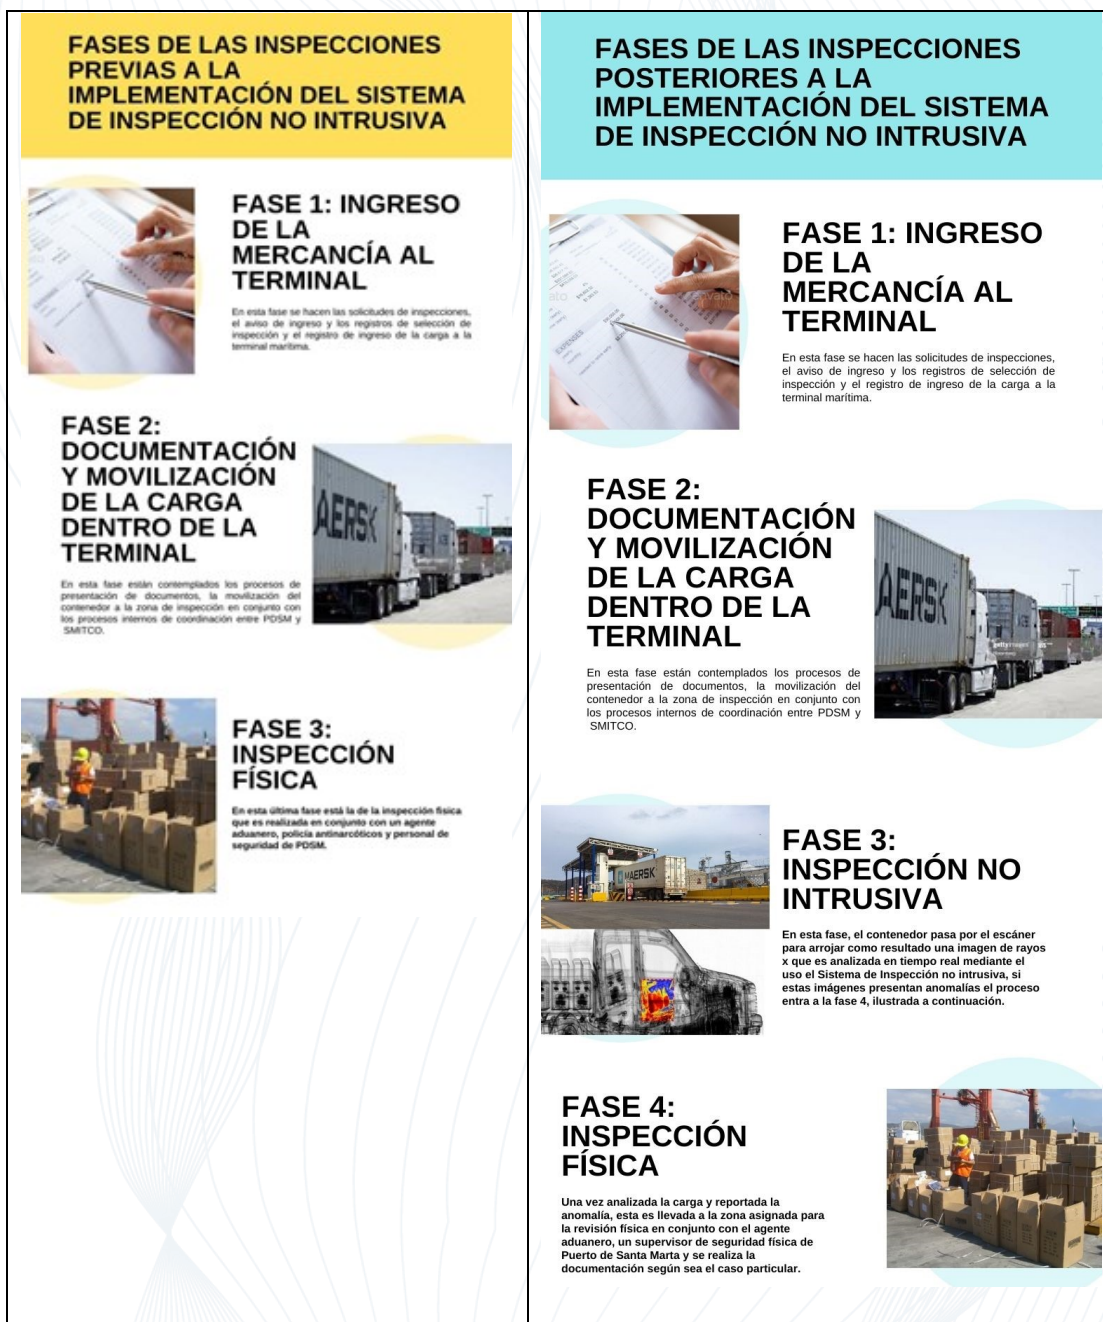 FASES DE LAS INSPECCIONES
PREVIAS A LA
IMPLEMENTACIÓN DEL SISTEMA
DE INSPECCIÓN NO INTRUSIVA
FASE 1: INGRESO
DE LA
MERCANCÍA AL
TERMINAL
En esta fase se hacen las solicitudes de inspecciones,
el aviso de ingreso y los registros de selección de
inspección y el registro de ingreso de la carga a la
terminal marítima.
FASE 2:
DOCUMENTACIÓN
Y MOVILIZACIÓN
DE LA CARGA
DENTRO DE LA
TERMINAL
En esta fase están contemplados los procesos de
presentación de documentos, la movilización del
contenedor a la zona de inspección en conjunto con
los procesos internos de coordinación entre PDSM y
SMITCO.
AERSK
FASE 3:
INSPECCIÓN
FÍSICA
En esta última fase está la de la inspección física
que es realizada en conjunto con un agente
aduanero, policía antinarcóticos y personal de
seguridad de PDSM.
FASES DE LAS INSPECCIONES
POSTERIORES A LA
IMPLEMENTACIÓN DEL SISTEMA
DE INSPECCIÓN NO INTRUSIVA
EXPENSES
FASE 1: INGRESO
DE LA
MERCANCÍA AL
TERMINAL
En esta fase se hacen las solicitudes de inspecciones,
el aviso de ingreso y los registros de selección de
inspección y el registro de ingreso de la carga a la
terminal marítima.
FASE 2:
DOCUMENTACIÓN
Y MOVILIZACIÓN
DE LA CARGA
DENTRO DE LA
TERMINAL
En esta fase están contemplados los procesos de
presentación de documentos, la movilización del
contenedor a la zona de inspección en conjunto con
los procesos internos de coordinación entre PDSM y
SMITCO.
AERSK
gettyimages
MAERSK
FASE 3:
INSPECCIÓN NO
INTRUSIVA
En esta fase, el contenedor pasa por el escáner
para arrojar como resultado una imagen de rayos
x que es analizada en tiempo real mediante el
uso el Sistema de Inspección no intrusiva, si
estas imágenes presentan anomalías el proceso
entra a la fase 4, ilustrada a continuación.
FASE 4:
INSPECCIÓN
FÍSICA
Una vez analizada la carga y reportada la
anomalía, esta es llevada a la zona asignada para
la revisión física en conjunto con el agente
aduanero, un supervisor de seguridad física de
Puerto de Santa Marta y se realiza la
documentación según sea el caso particular.